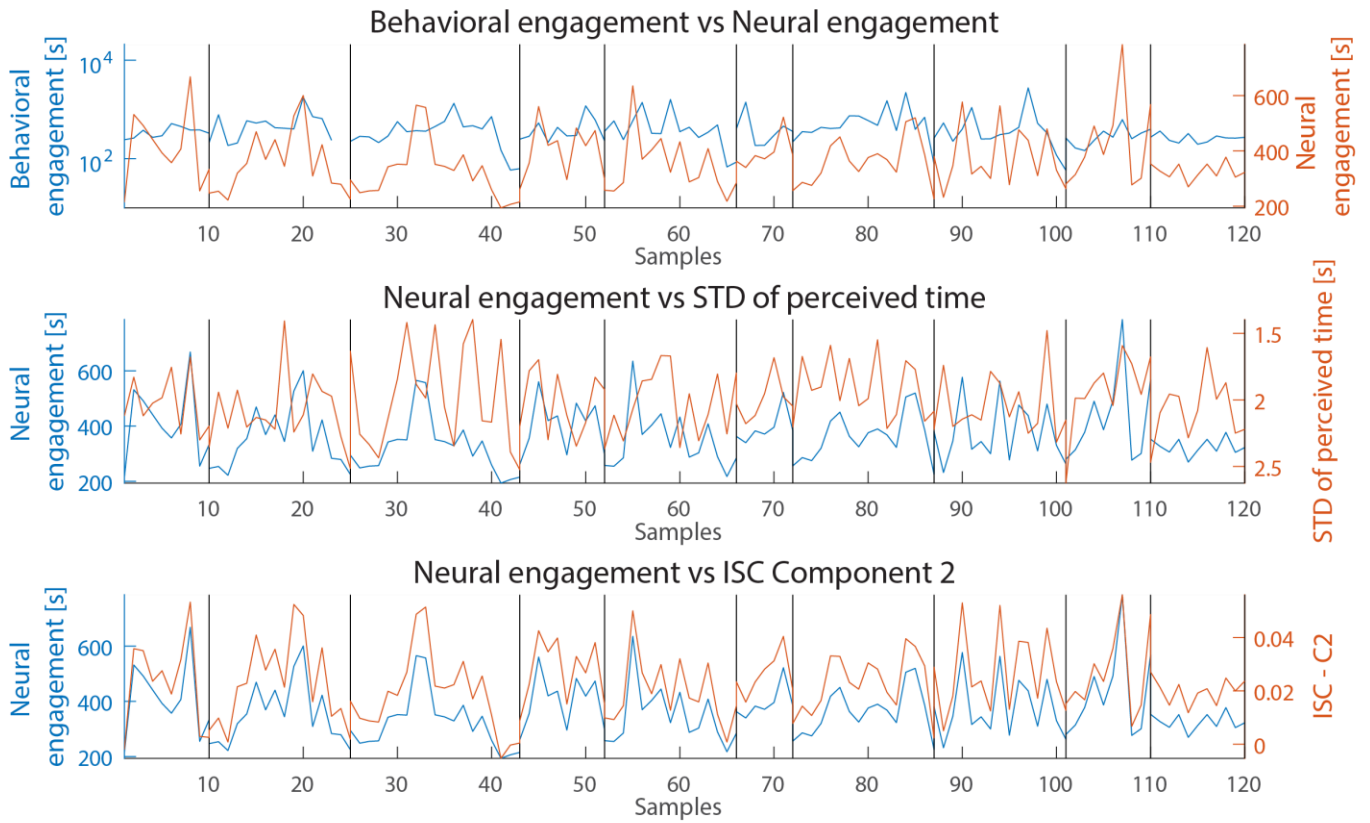 Behavioral engagement vs Neural engagement
Behavioral
engagement [s]
10⁴
10²
600
400
200
Neural
engagement [s]
10 20 30 40 50 60 70 80 90 100 110 120
Samples
Neural engagement vs STD of perceived time
Neural
engagement [s]
600
400
200
1.5
2
2.5
STD of perceived time [s]
10 20 30 40 50 60 70 80 90 100 110 120
Samples
Neural engagement vs ISC Component 2
Neural
engagement [s]
600
400
200
0.04
0.02
0
ISC - C2
10 20 30 40 50 60 70 80 90 100 110 120
Samples